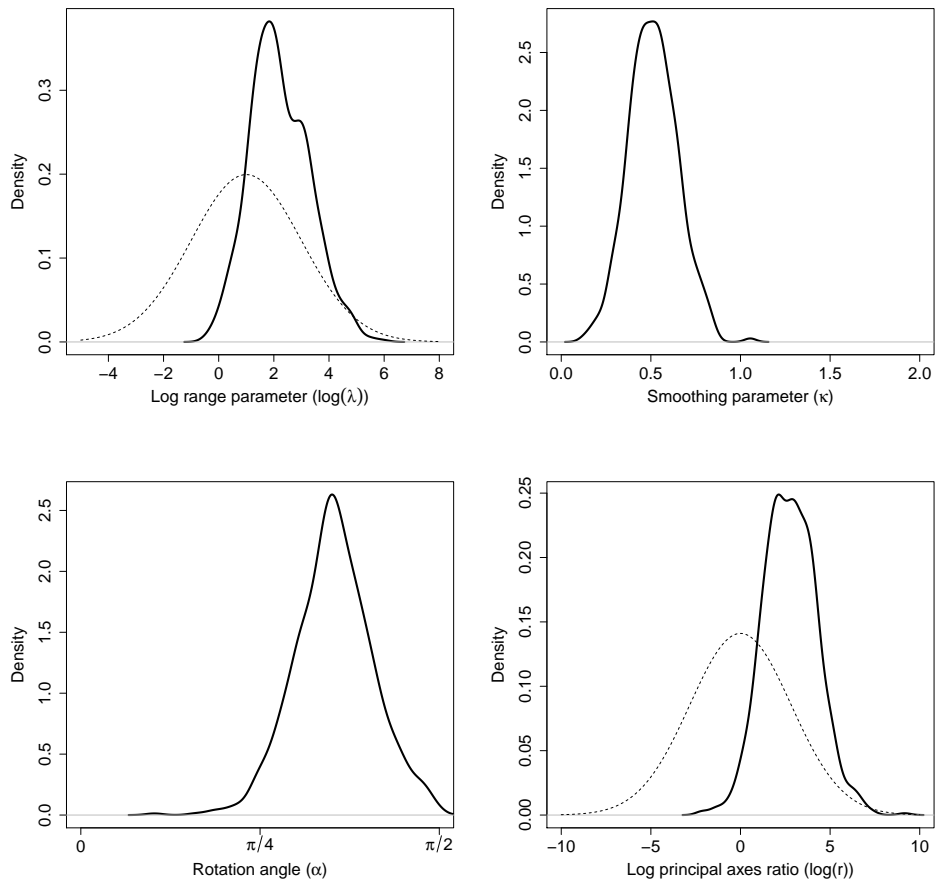 Density
0.0 0.1 0.2 0.3
−4 −2 0 2 4 6 8
Log range parameter (log(λ))
Density
0.0 0.5 1.0 1.5 2.0 2.5
0.0 0.5 1.0 1.5 2.0
Smoothing parameter (κ)
Density
0.0 0.5 1.0 1.5 2.0 2.5
0 π/4 π/2
Rotation angle (α)
Density
0.00 0.05 0.10 0.15 0.20 0.25
−10 −5 0 5 10
Log principal axes ratio (log(r))